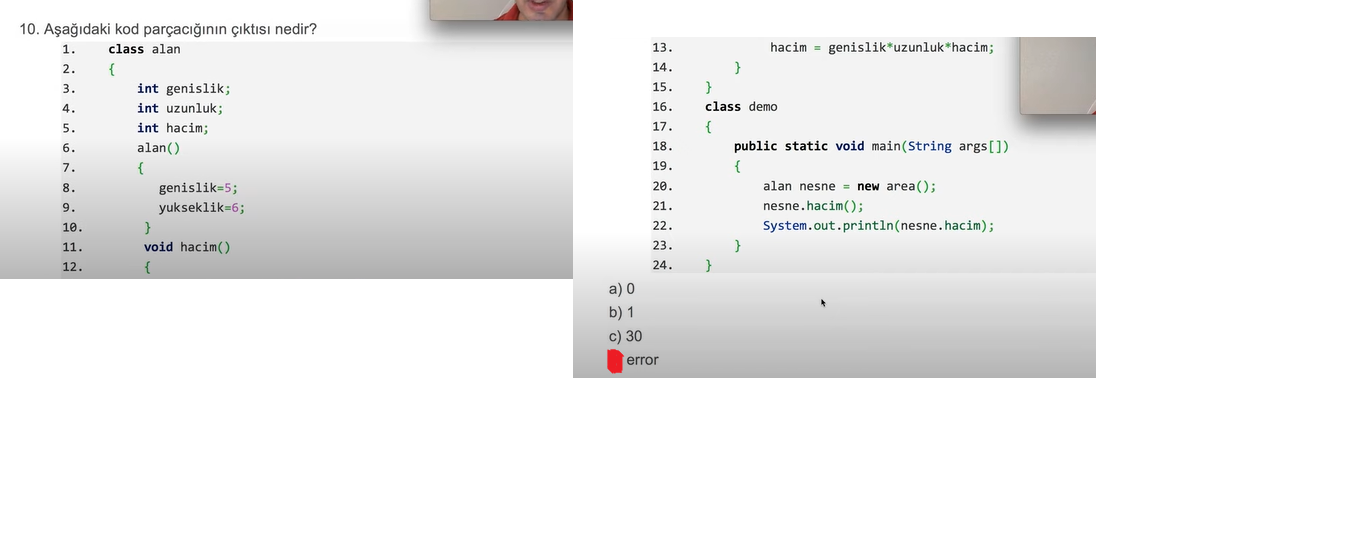 10. Aşağıdaki kod parçacığının çıktısı nedir?
1. class alan
2. {
3. int genislik;
4. int uzunluk;
5. int hacim;
6. alan()
7. {
8. genislik=5;
9. yukseklik=6;
10. }
11. void hacim()
12. {
13. hacim = genislik*uzunluk*hacim;
14. }
15. }
16. class demo
17. {
18. public static void main(String args[])
19. {
20. alan nesne = new area();
21. nesne.hacim();
22. System.out.println(nesne.hacim);
23. }
24. }
a) 0
b) 1
c) 30
error